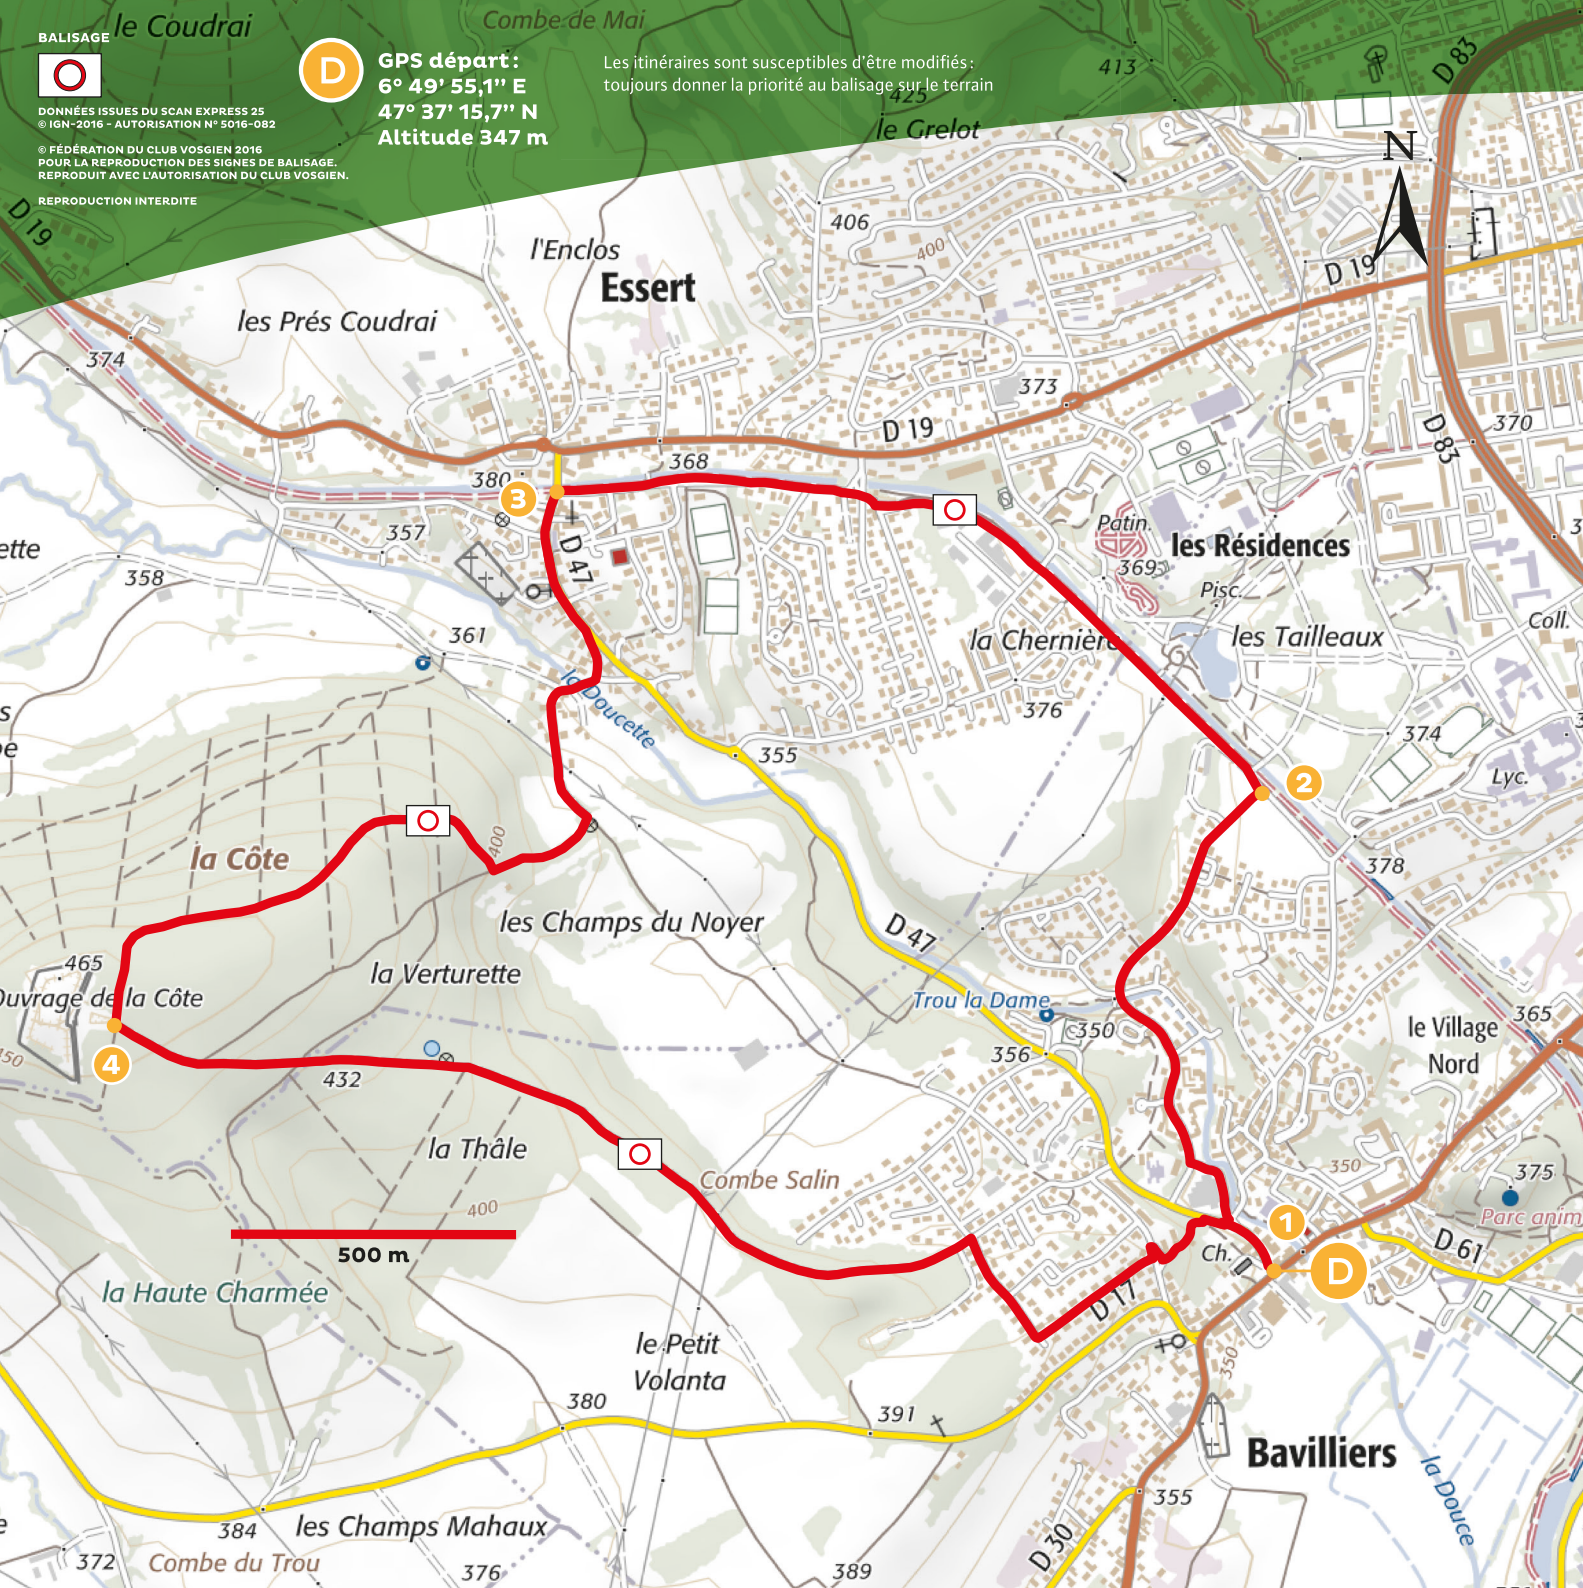 le Coudrai
Combe de Mai
BALISAGE
DONNÉES ISSUES DU SCAN EXPRESS 25
© IGN-2016 - AUTORISATION N° 5016-082
© FÉDÉRATION DU CLUB VOSGIEN 2016
POUR LA REPRODUCTION DES SIGNES DE BALISAGE.
REPRODUIT AVEC L'AUTORISATION DU CLUB VOSGIEN.
REPRODUCTION INTERDITE
D
GPS départ :
6° 49' 55,1'' E
47° 37' 15,7'' N
Altitude 347 m
Les itinéraires sont susceptibles d'être modifiés :
toujours donner la priorité au balisage sur le terrain
413
D 83
425
le Grelot
N
D 19
406
400
l'Enclos
Essert
D 19
les Prés Coudrai
374
373
D 19
D 83
370
368
380
3
357
D 47
Patin.
les Résidences
369
Pisc.
ette
358
361
la Chernière
les Tailleaux
Coll.
la Doucette
376
374
355
Lyc.
2
400
la Côte
378
les Champs du Noyer
D 47
465
la Verturette
Ouvrage de la Côte
Trou la Dame
350
356
le Village
Nord
365
450
4
432
la Thâle
Combe Salin
350
375
400
Parc anim
1
500 m
Ch.
D
D 61
la Haute Charmée
D 17
le Petit
Volanta
350
380
391
Bavilliers
la Douce
355
384
les Champs Mahaux
D 30
372
Combe du Trou
376
389